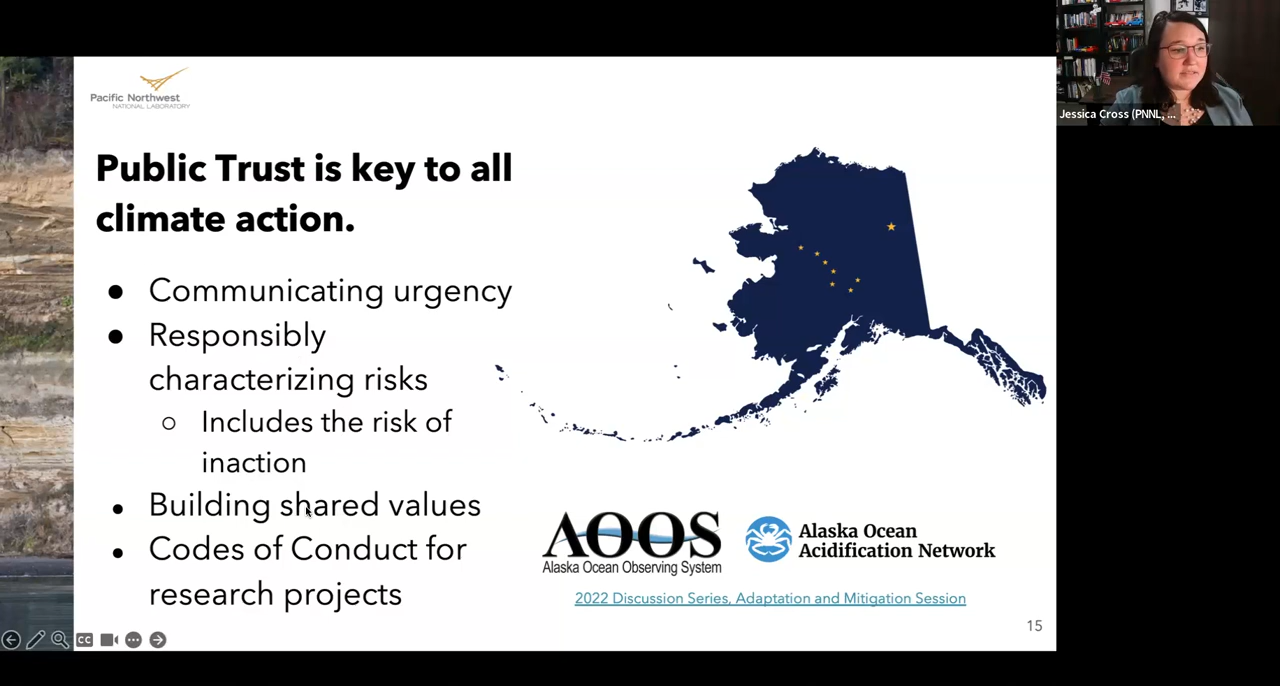 Pacific Northwest
NATIONAL LABORATORY
Jessica Cross (PNNL, ...
Public Trust is key to all
climate action.
● Communicating urgency
● Responsibly
characterizing risks
○ Includes the risk of
inaction
● Building shared values
● Codes of Conduct for
research projects
AOOS
Alaska Ocean Observing System
Alaska Ocean
Acidification Network
2022 Discussion Series, Adaptation and Mitigation Session
15
CC